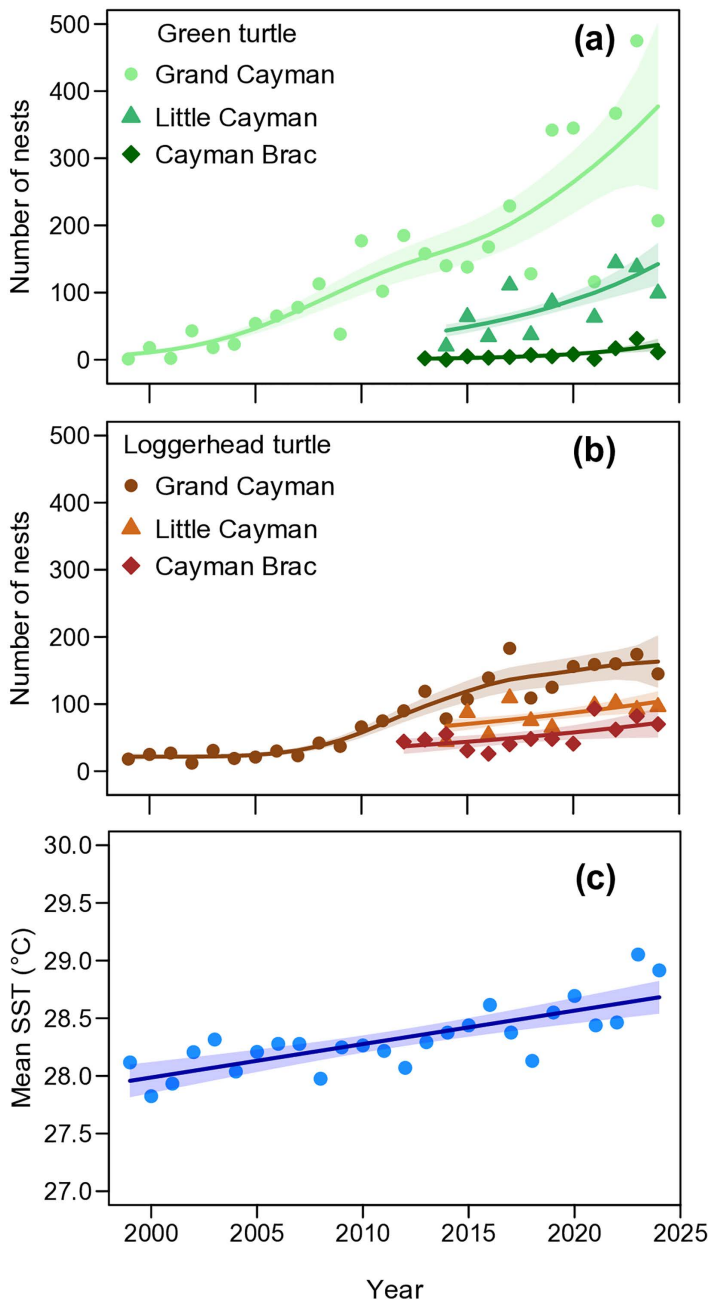 Green turtle
(a)
Grand Cayman
Little Cayman
Cayman Brac
Number of nests
500
400
300
200
100
0
Loggerhead turtle
(b)
Grand Cayman
Little Cayman
Cayman Brac
Number of nests
500
400
300
200
100
0
(c)
Mean SST (°C)
30.0
29.5
29.0
28.5
28.0
27.5
27.0
2000 2005 2010 2015 2020 2025
Year